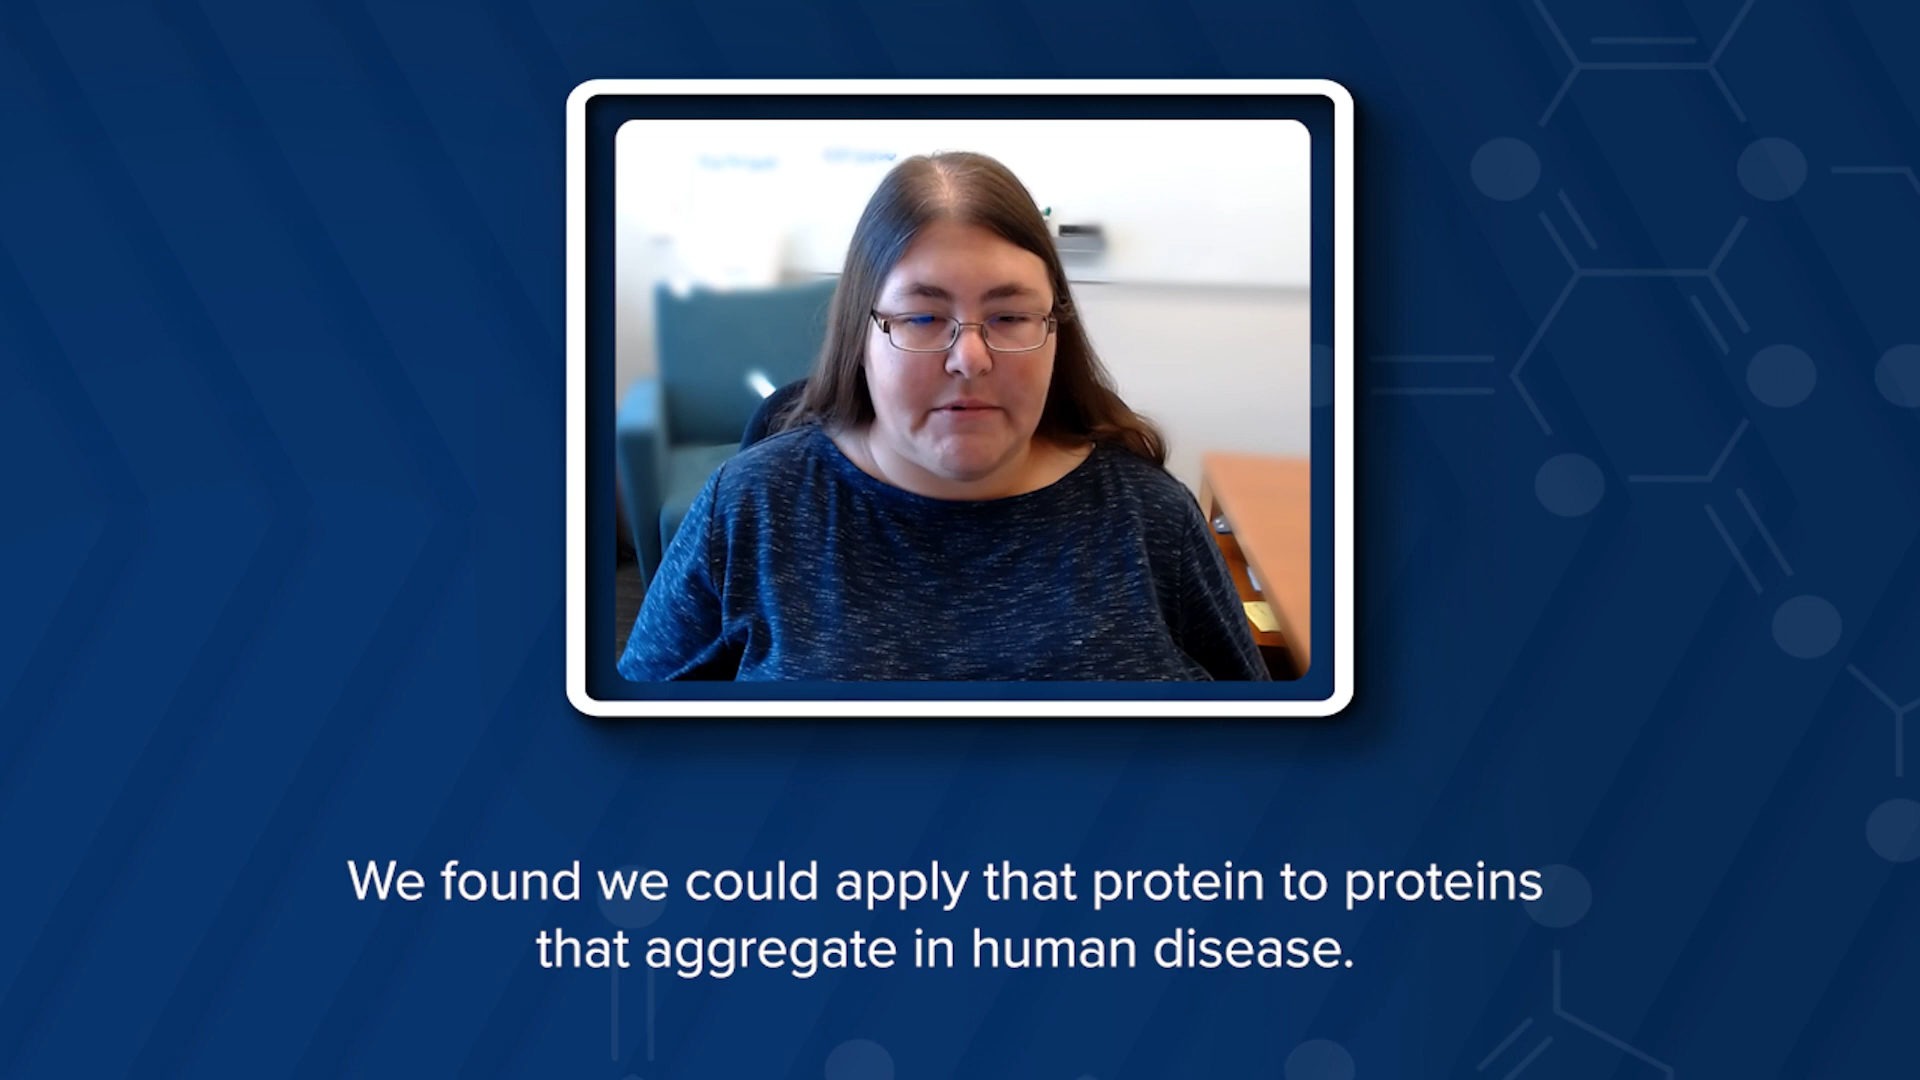 We found we could apply that protein to proteins
that aggregate in human disease.